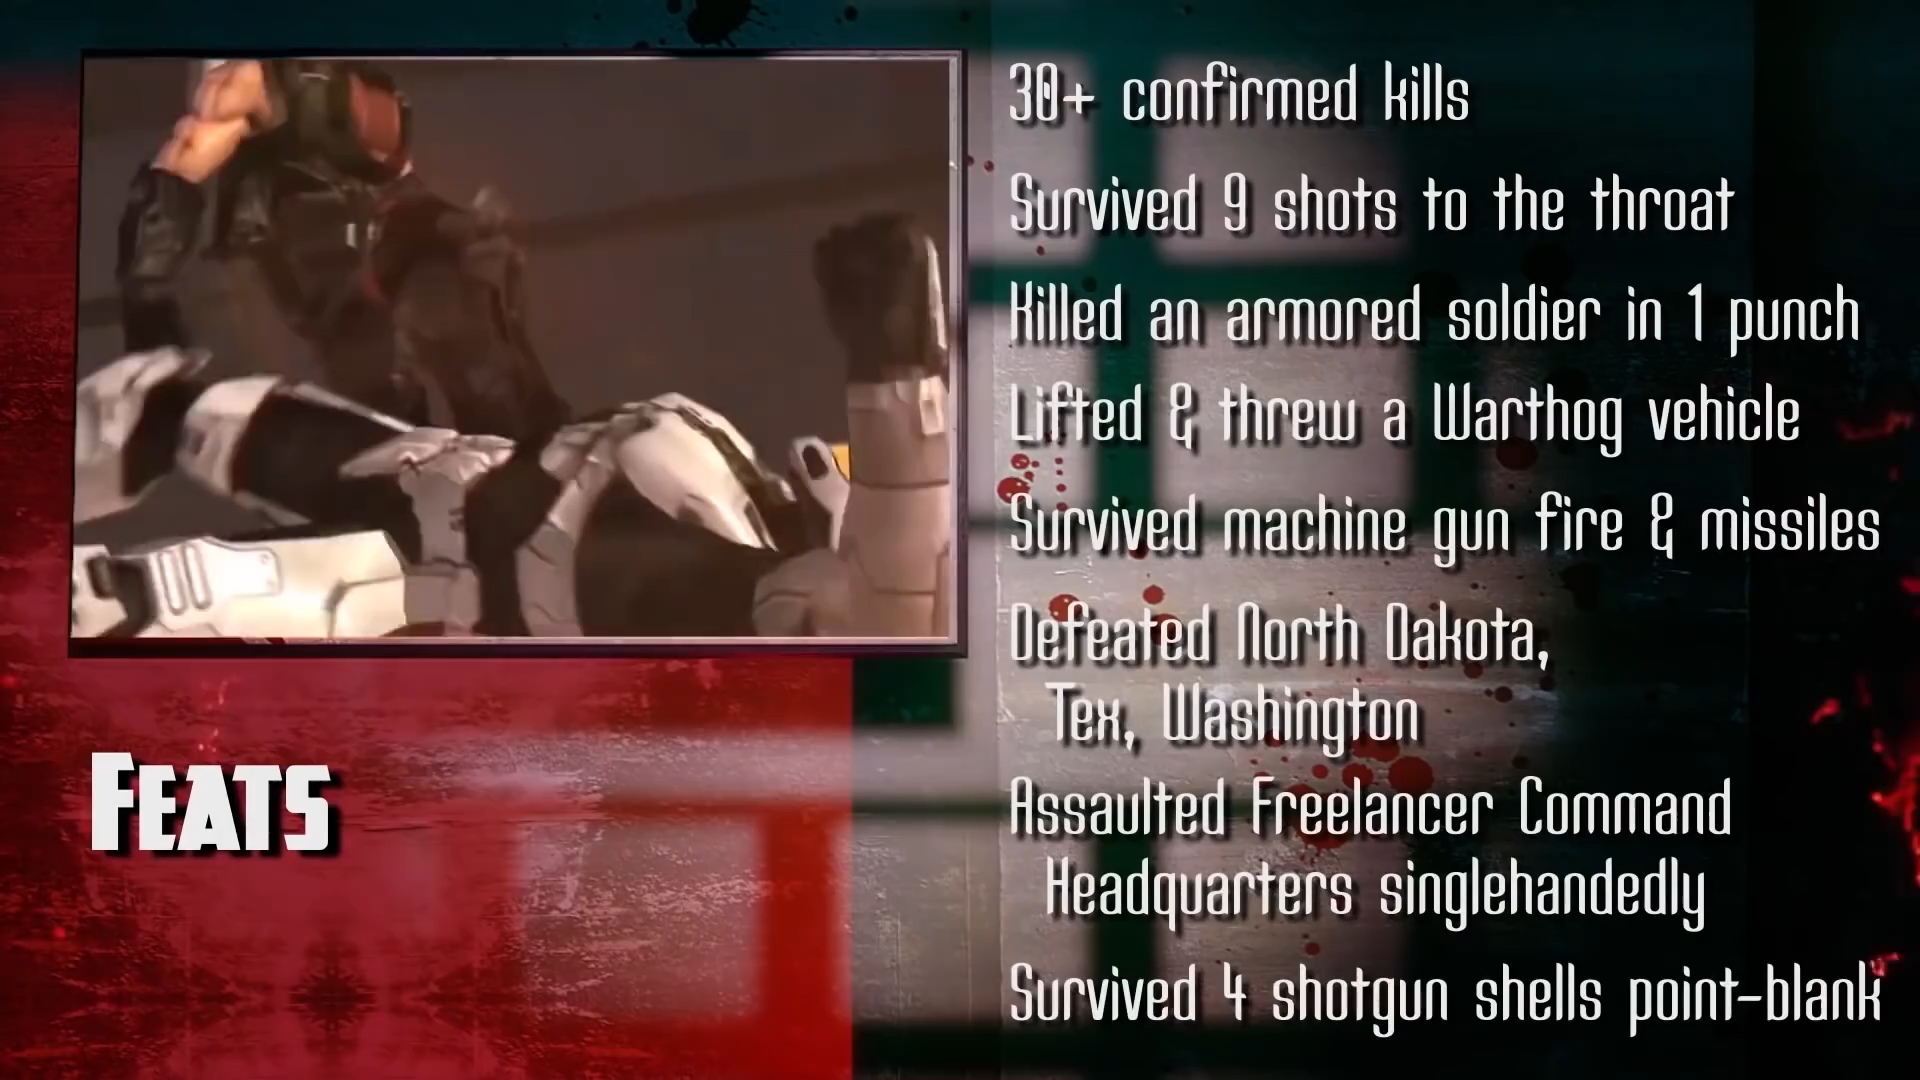 30+ confirmed kills
Survived 9 shots to the throat
Killed an armored soldier in 1 punch
Lifted & threw a Warthog vehicle
Survived machine gun fire & missiles
Defeated North Dakota,
Tex, Washington
Assaulted Freelancer Command
Headquarters singlehandedly
Survived 4 shotgun shells point-blank
Feats